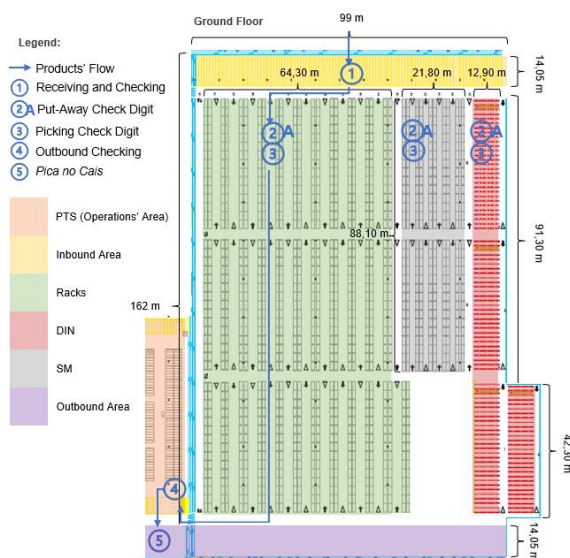 Ground Floor
99 m
Legend:
Products' Flow
1 Receiving and Checking
2A Put-Away Check Digit
3 Picking Check Digit
4 Outbound Checking
5 Pica no Cais
PTS (Operations' Area)
Inbound Area
Racks
DIN
SM
Outbound Area
1
14,05 m
64,30 m
21,80 m
12,90 m
2A
3
2A
3
2A
3
88,10 m
91,30 m
162 m
42,30 m
4
5
14,05 m